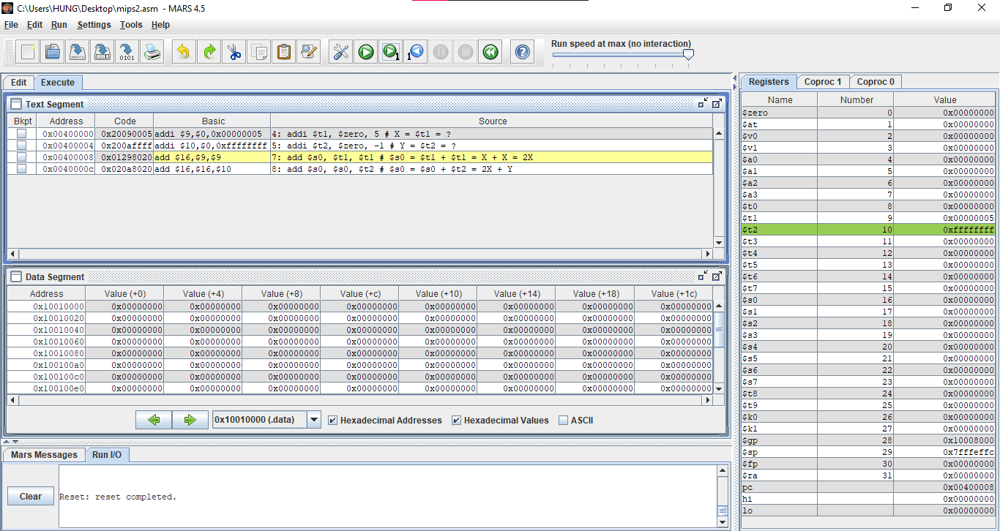 C:\Users\HUNG\Desktop\mips2.asm - MARS 4.5
File Edit Run Settings Tools Help
Run speed at max (no interaction)
Edit Execute
Text Segment
Bkpt Address Code Basic Source
0x00400000 0x20090005 addi $9,$0,0x00000005 4: addi $t1, $zero, 5 # X = $t1 = ?
0x00400004 0x200affff addi $10,$0,0xffffffff 5: addi $t2, $zero, -1 # Y = $t2 = ?
0x00400008 0x01298020 add $16,$9,$9 7: add $s0, $t1, $t1 # $s0 = $t1 + $t1 = X + X = 2X
0x0040000c 0x020a8020 add $16,$16,$10 8: add $s0, $s0, $t2 # $s0 = $s0 + $t2 = 2X + Y
Data Segment
Address Value (+0) Value (+4) Value (+8) Value (+c) Value (+10) Value (+14) Value (+18) Value (+1c)
0x10010000 0x00000000 0x00000000 0x00000000 0x00000000 0x00000000 0x00000000 0x00000000 0x00000000
0x10010020 0x00000000 0x00000000 0x00000000 0x00000000 0x00000000 0x00000000 0x00000000 0x00000000
0x10010040 0x00000000 0x00000000 0x00000000 0x00000000 0x00000000 0x00000000 0x00000000 0x00000000
0x10010060 0x00000000 0x00000000 0x00000000 0x00000000 0x00000000 0x00000000 0x00000000 0x00000000
0x10010080 0x00000000 0x00000000 0x00000000 0x00000000 0x00000000 0x00000000 0x00000000 0x00000000
0x100100a0 0x00000000 0x00000000 0x00000000 0x00000000 0x00000000 0x00000000 0x00000000 0x00000000
0x100100c0 0x00000000 0x00000000 0x00000000 0x00000000 0x00000000 0x00000000 0x00000000 0x00000000
0x100100e0 0x00000000 0x00000000 0x00000000 0x00000000 0x00000000 0x00000000 0x00000000 0x00000000
0x10010000 (.data) Hexadecimal Addresses Hexadecimal Values ASCII
Mars Messages Run I/O
Clear
Reset: reset completed.
Registers Coproc 1 Coproc 0
Name Number Value
$zero 0 0x00000000
$at 1 0x00000000
$v0 2 0x00000000
$v1 3 0x00000000
$a0 4 0x00000000
$a1 5 0x00000000
$a2 6 0x00000000
$a3 7 0x00000000
$t0 8 0x00000000
$t1 9 0x00000005
$t2 10 0xffffffff
$t3 11 0x00000000
$t4 12 0x00000000
$t5 13 0x00000000
$t6 14 0x00000000
$t7 15 0x00000000
$s0 16 0x00000000
$s1 17 0x00000000
$s2 18 0x00000000
$s3 19 0x00000000
$s4 20 0x00000000
$s5 21 0x00000000
$s6 22 0x00000000
$s7 23 0x00000000
$t8 24 0x00000000
$t9 25 0x00000000
$k0 26 0x00000000
$k1 27 0x00000000
$gp 28 0x10008000
$sp 29 0x7fffeffc
$fp 30 0x00000000
$ra 31 0x00000000
pc 0x00400008
hi 0x00000000
lo 0x00000000